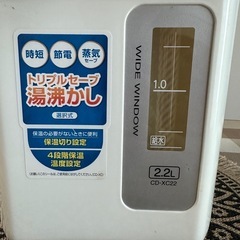 時短
節電
蒸気
セーブ
トリプルセーブ
湯沸かし
選択式
保温の必要がないときに便利
保温切り設定
4段階保温
温度設定
WIDE WINDOW
1.0
給水
2.2L
CD-XC22